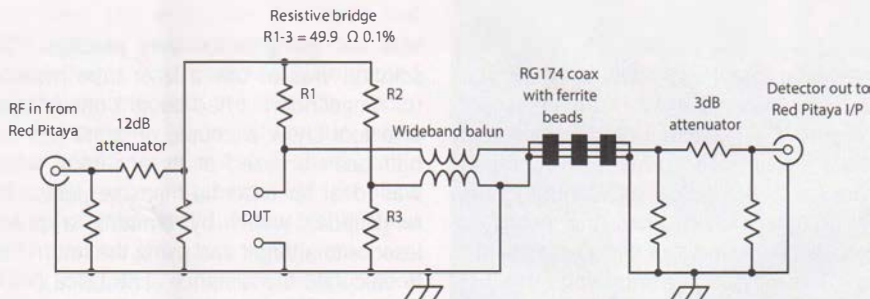 Resistive bridge
R1-3 = 49.9 Ω 0.1%
RF in from
Red Pitaya
12dB
attenuator
R1
R2
Wideband balun
RG174 coax
with ferrite
beads
3dB
attenuator
Detector out to
Red Pitaya I/P
DUT
R3